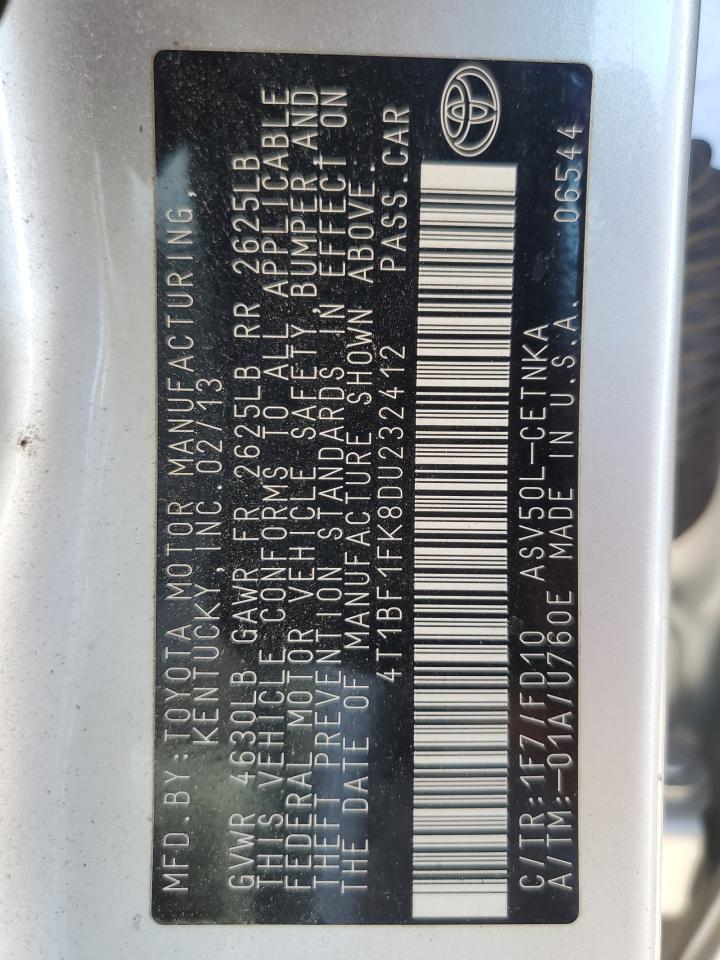 MFD.BY:TOYOTA MOTOR MANUFACTURING,
KENTUCKY, INC. 02/13
GVWR 4630LB GAWR FR 2625LB RR 2625LB
THIS VEHICLE CONFORMS TO ALL APPLICABLE
FEDERAL MOTOR VEHICLE SAFETY, BUMPER, AND
THEFT PREVENTION STANDARDS IN EFFECT ON
THE DATE OF MANUFACTURE SHOWN ABOVE.
4T1BF1FK8DU232412 PASS.CAR
C/TR:1F7/FD10 ASV50L-CETNKA 06544
A/TM:-01A/U760E MADE IN U.S.A.